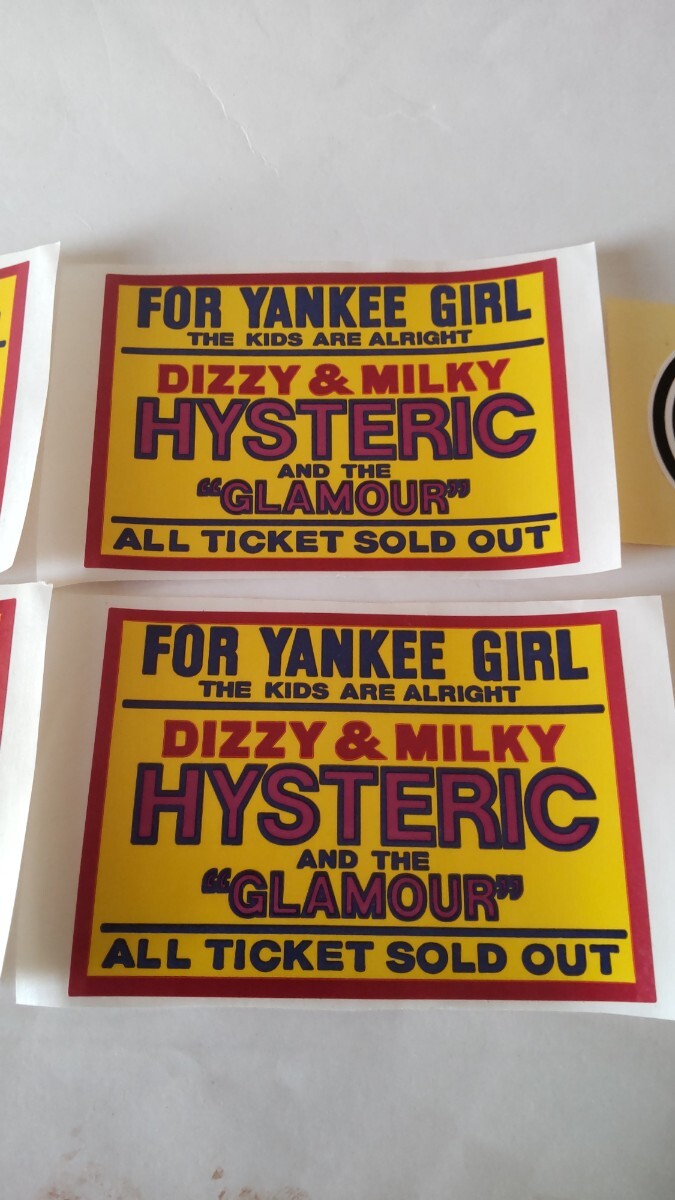 FOR YANKEE GIRL
THE KIDS ARE ALRIGHT
DIZZY & MILKY
HYSTERIC
AND THE
“GLAMOUR”
ALL TICKET SOLD OUT
FOR YANKEE GIRL
THE KIDS ARE ALRIGHT
DIZZY & MILKY
HYSTERIC
AND THE
“GLAMOUR”
ALL TICKET SOLD OUT